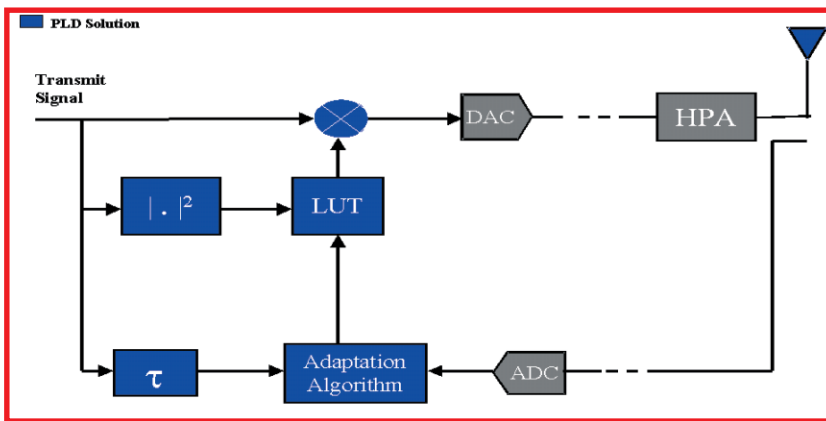 PLD Solution
Transmit
Signal
DAC
HPA
| . |²
LUT
τ
Adaptation
Algorithm
ADC